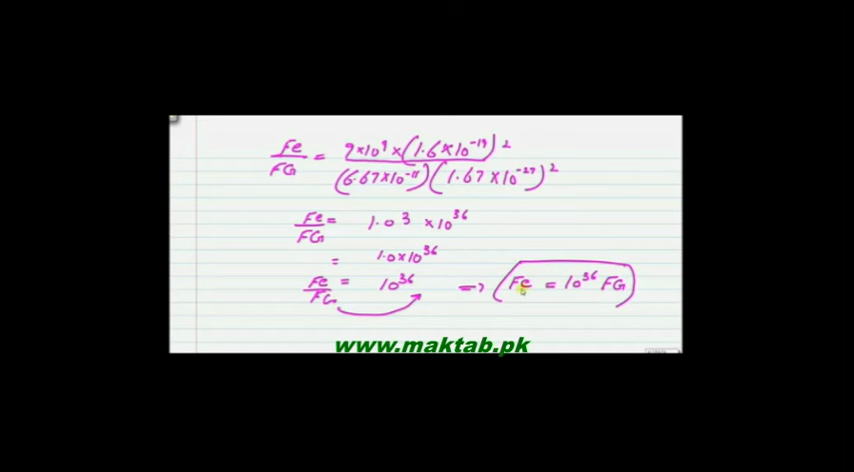 Fe/FG = 9×10⁹ × (1.6×10⁻¹⁹)² / (6.67×10⁻¹¹)(1.67×10⁻²⁷)²
Fe/FG = 1.03 ×10³⁶
= 1.0×10³⁶
Fe/FG = 10³⁶ => (Fe = 10³⁶ FG)
www.maktab.pk